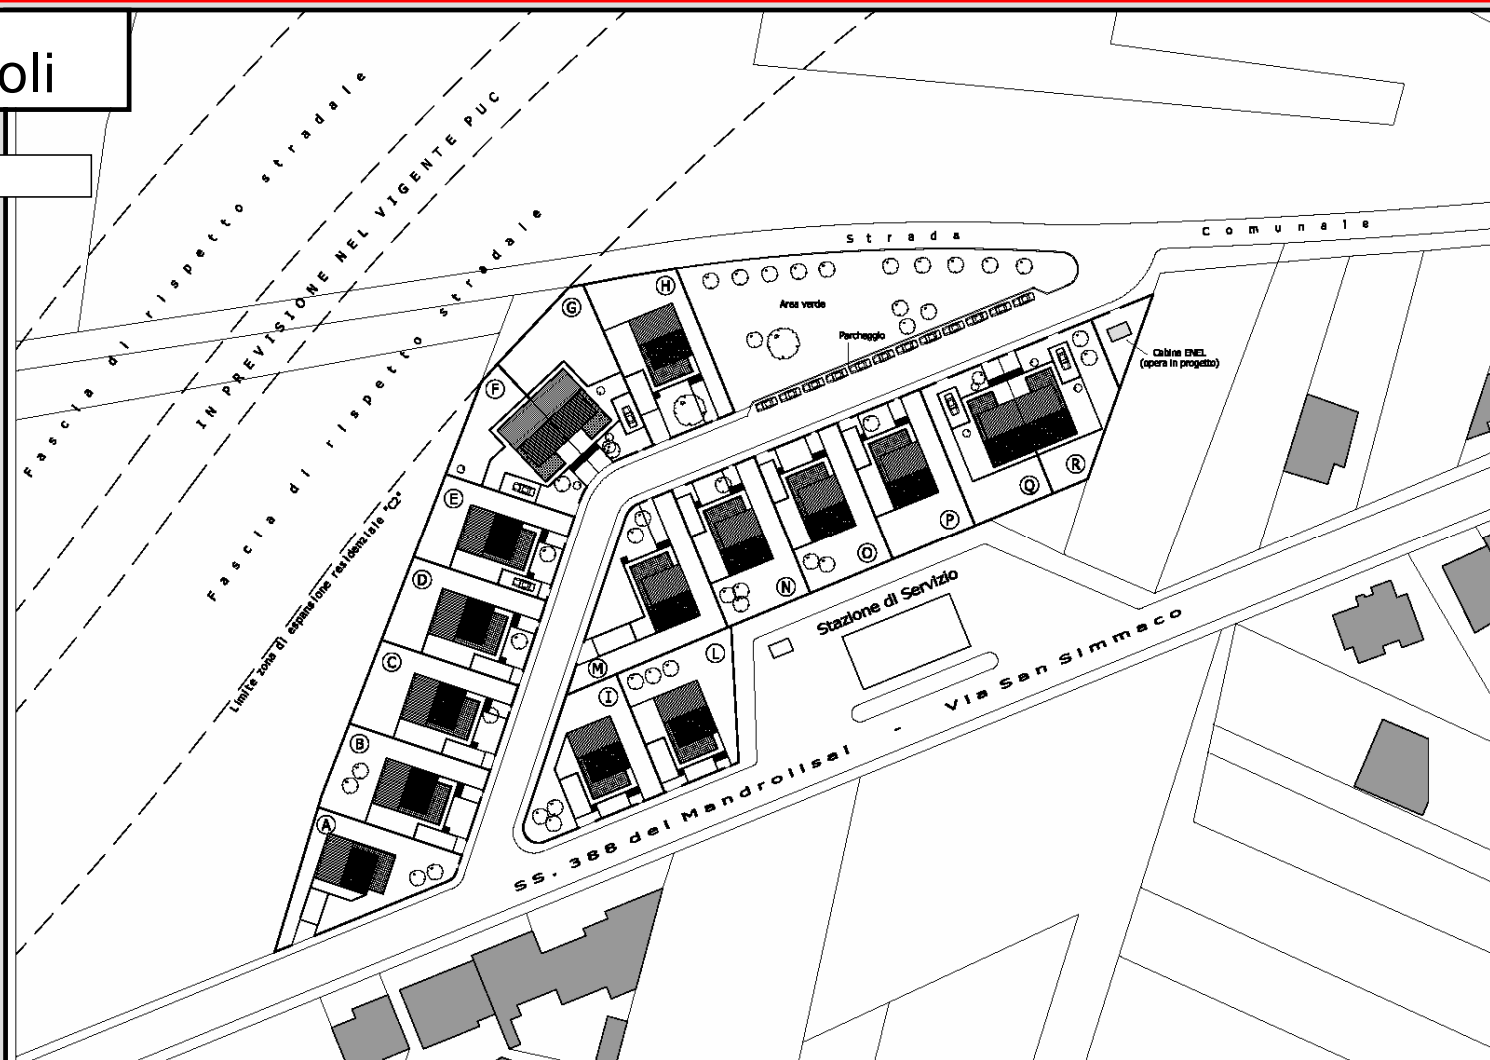 oli
Fascia di rispetto stradale
IN PREVISIONE NEL VIGENTE PUC
Fascia di rispetto stradale
Limite zona di espansione residenziale "C2"
Strada Comunale
Area verde
Parcheggio
Cabina ENEL
(opera in progetto)
H
G
F
E
D
C
B
A
R
Q
P
O
N
M
L
I
Stazione di Servizio
SS. 388 del Mandrolisai - Via San Simmaco